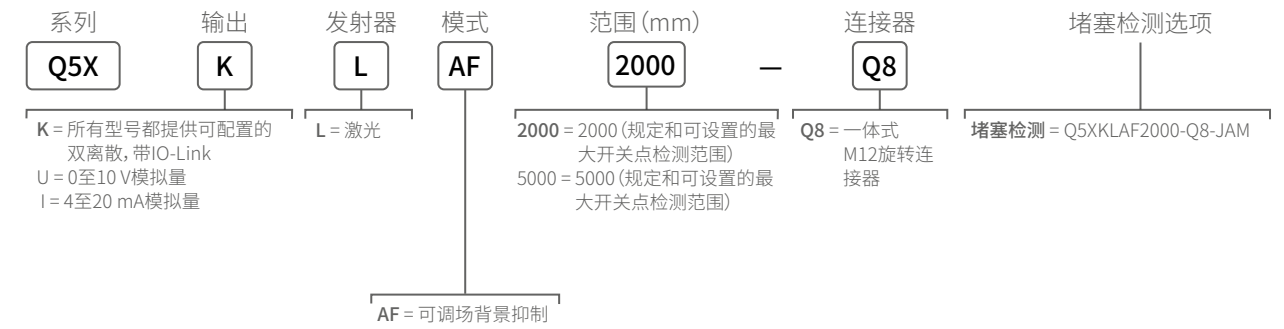 系列 输出 发射器 模式 范围(mm) 连接器 堵塞检测选项
Q5X K L AF 2000 – Q8
K = 所有型号都提供可配置的
双离散, 带IO-Link
U = 0至10 V模拟量
I = 4至20 mA模拟量
L = 激光
2000 = 2000(规定和可设置的最
大开关点检测范围)
5000 = 5000(规定和可设置的最
大开关点检测范围)
Q8 = 一体式
M12旋转连
接器
堵塞检测 = Q5XKLAF2000-Q8-JAM
AF = 可调场背景抑制